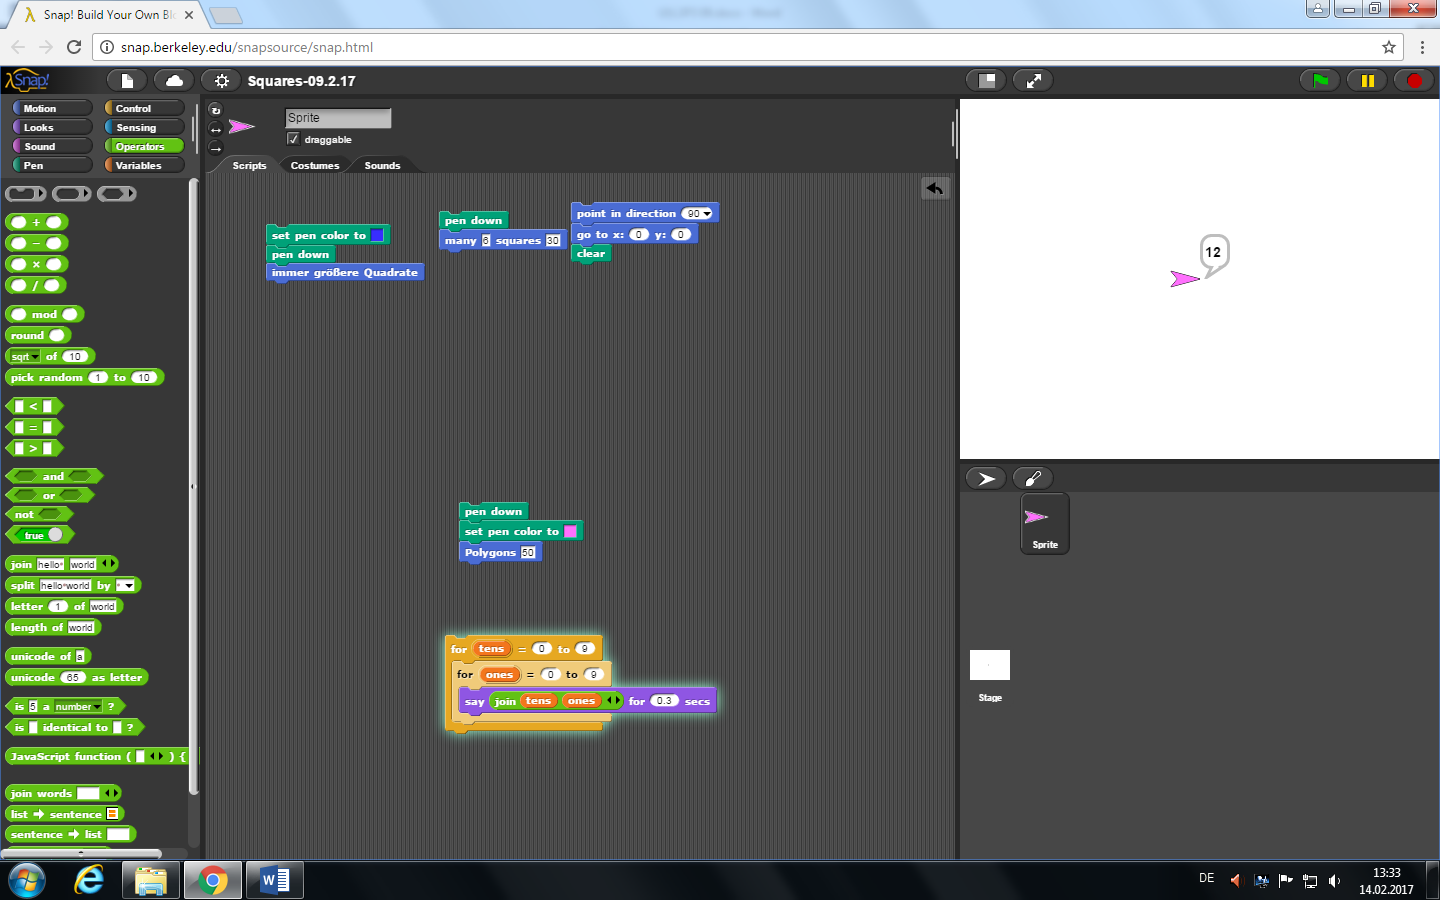 Snap! Build Your Own Bl
snap.berkeley.edu/snapsource/snap.html
Snap!
Squares-09.2.17
Motion Control
Looks Sensing
Sound Operators
Pen Variables
Sprite
draggable
Scripts Costumes Sounds
+
−
×
/
mod
round
sqrt of 10
pick random 1 to 10
<
=
>
and
or
not
true
join hello world
split hello world by
letter 1 of world
length of world
unicode of a
unicode 65 as letter
is 5 a number ?
is identical to ?
JavaScript function ( ) {
join words
list → sentence
sentence → list
set pen color to
pen down
immer größere Quadrate
pen down
many 6 squares 30
point in direction 90
go to x: 0 y: 0
clear
pen down
set pen color to
Polygons 50
for tens = 0 to 9
for ones = 0 to 9
say join tens ones for 0.3 secs
12
Sprite
Stage
DE
13:33
14.02.2017